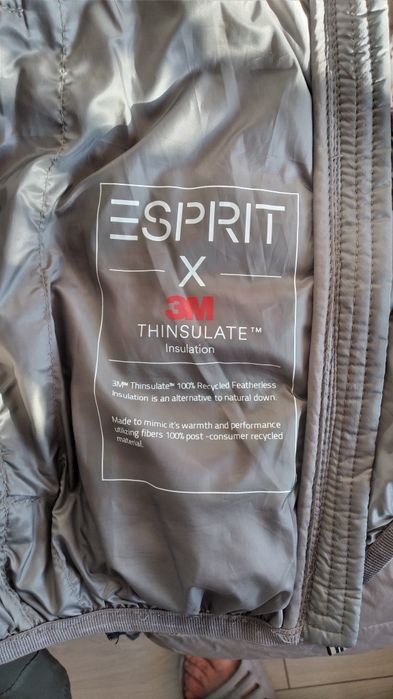 ESPRIT
X
3M
THINSULATE™
Insulation
3M™ Thinsulate™ 100% Recycled Featherless
Insulation is an alternative to natural down.
Made to mimic it's warmth and performance
utilizing fibers 100% post -consumer recycled
material.